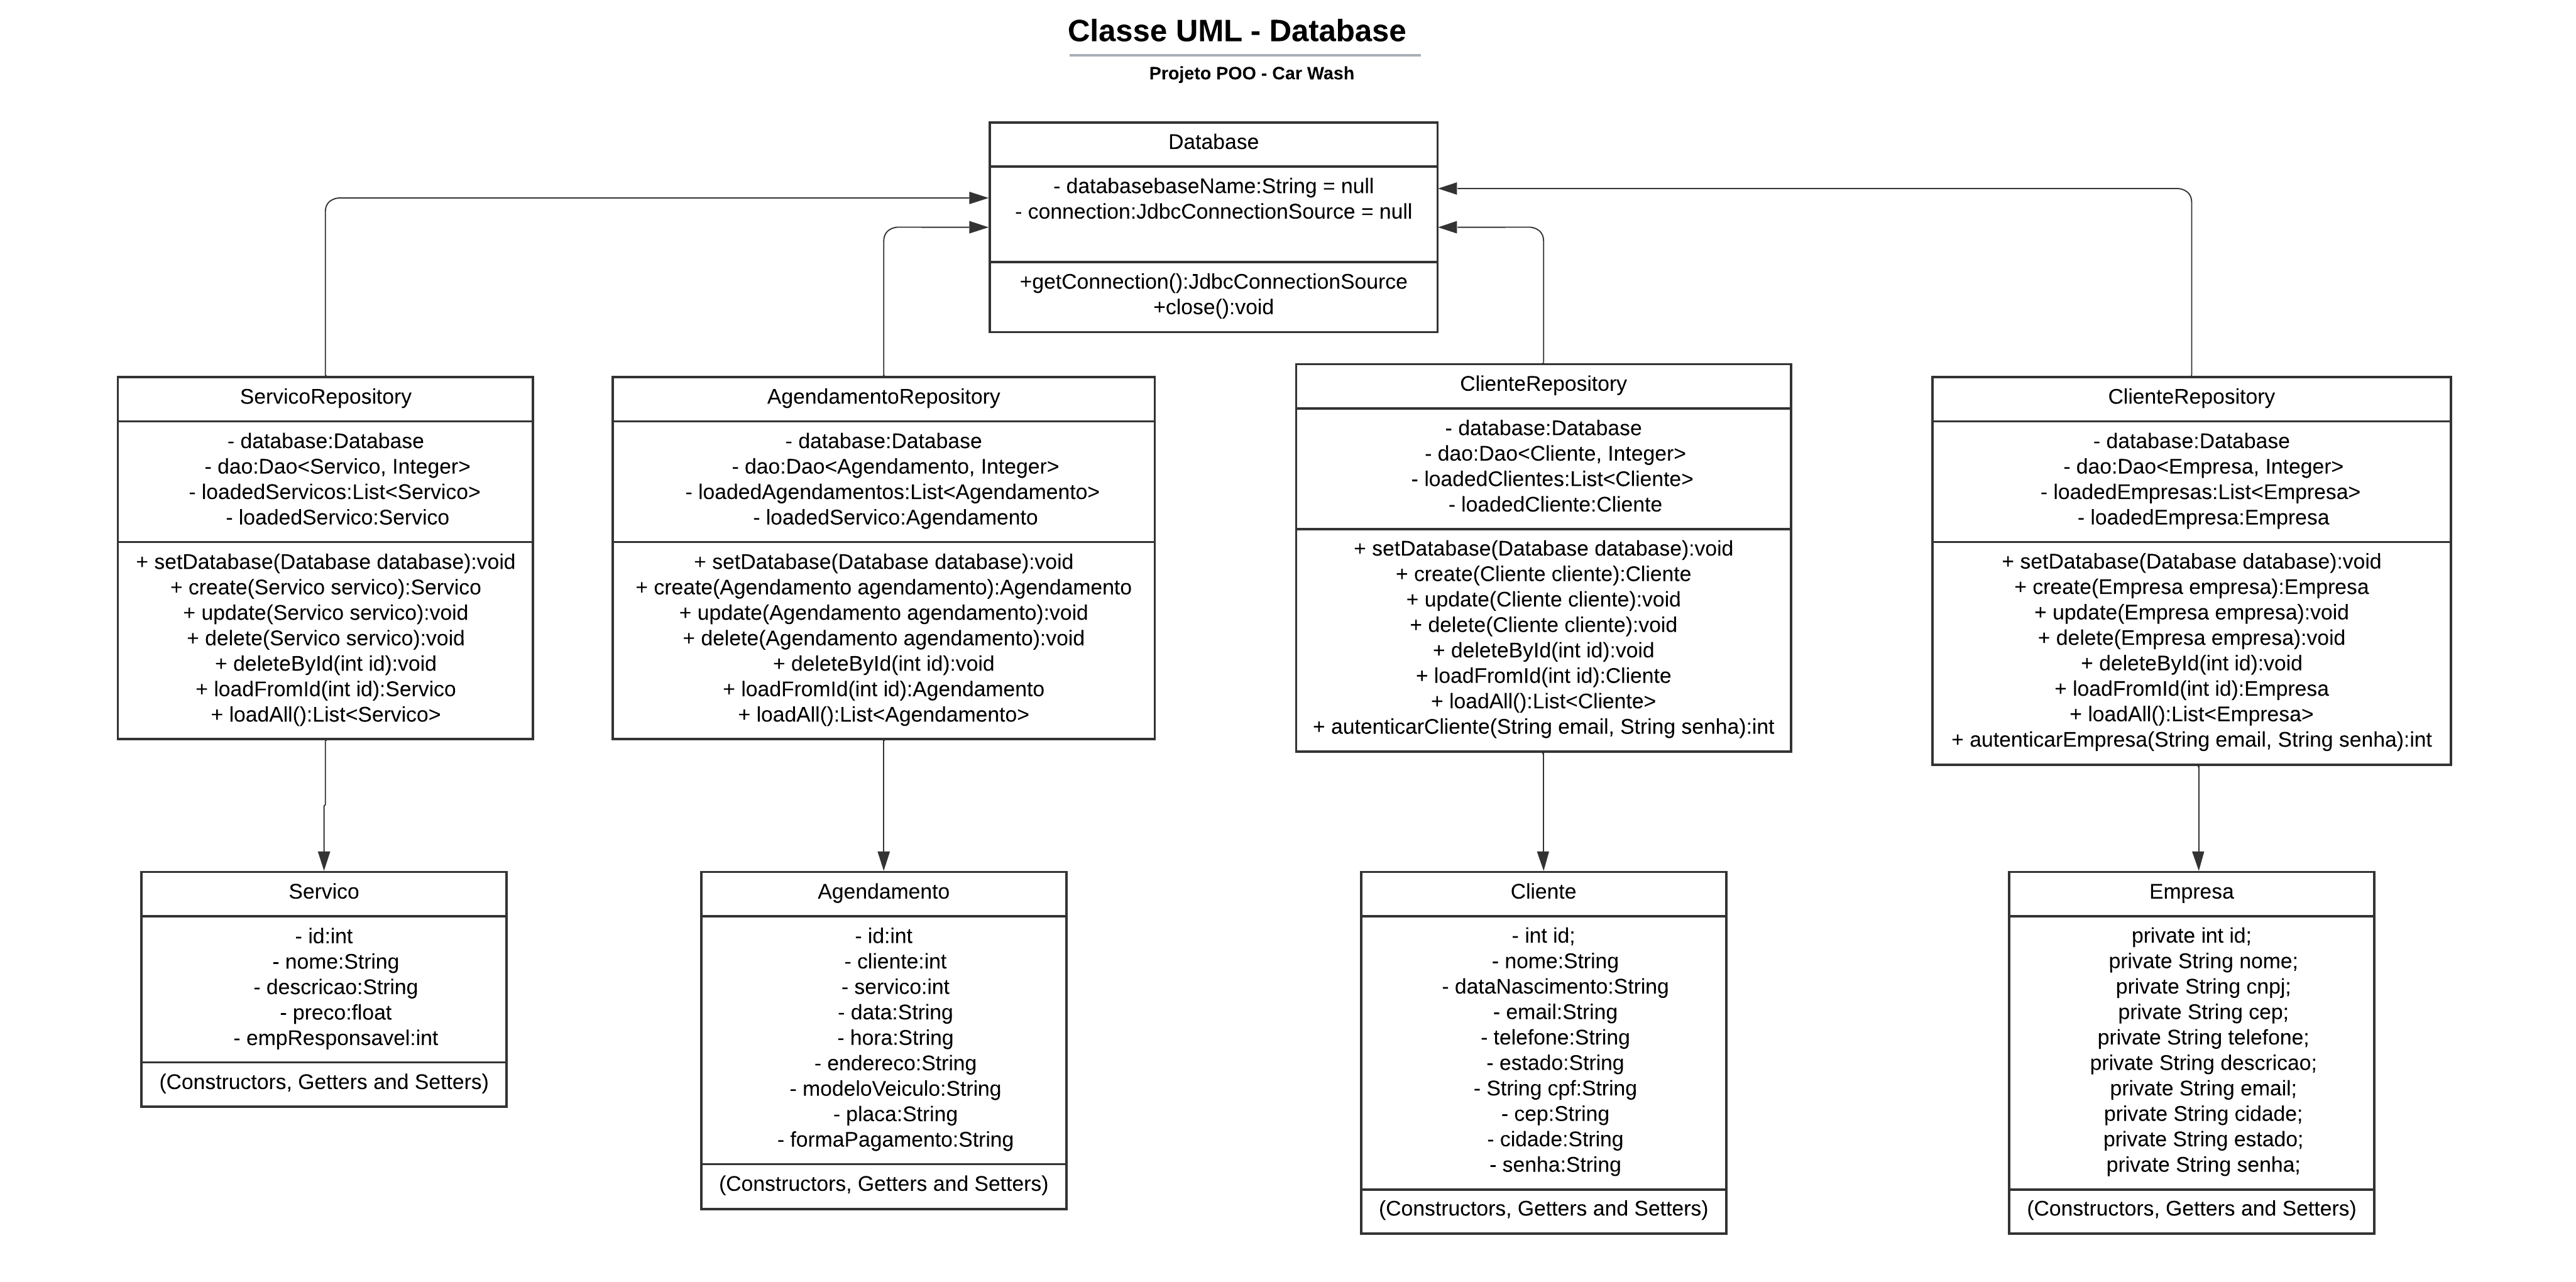 Classe UML - Database
Projeto POO - Car Wash
Database
- databasebaseName:String = null
- connection:JdbcConnectionSource = null
+getConnection():JdbcConnectionSource
+close():void
ServicoRepository
- database:Database
- dao:Dao<Servico, Integer>
- loadedServicos:List<Servico>
- loadedServico:Servico
+ setDatabase(Database database):void
+ create(Servico servico):Servico
+ update(Servico servico):void
+ delete(Servico servico):void
+ deleteById(int id):void
+ loadFromId(int id):Servico
+ loadAll():List<Servico>
AgendamentoRepository
- database:Database
- dao:Dao<Agendamento, Integer>
- loadedAgendamentos:List<Agendamento>
- loadedServico:Agendamento
+ setDatabase(Database database):void
+ create(Agendamento agendamento):Agendamento
+ update(Agendamento agendamento):void
+ delete(Agendamento agendamento):void
+ deleteById(int id):void
+ loadFromId(int id):Agendamento
+ loadAll():List<Agendamento>
ClienteRepository
- database:Database
- dao:Dao<Cliente, Integer>
- loadedClientes:List<Cliente>
- loadedCliente:Cliente
+ setDatabase(Database database):void
+ create(Cliente cliente):Cliente
+ update(Cliente cliente):void
+ delete(Cliente cliente):void
+ deleteById(int id):void
+ loadFromId(int id):Cliente
+ loadAll():List<Cliente>
+ autenticarCliente(String email, String senha):int
ClienteRepository
- database:Database
- dao:Dao<Empresa, Integer>
- loadedEmpresas:List<Empresa>
- loadedEmpresa:Empresa
+ setDatabase(Database database):void
+ create(Empresa empresa):Empresa
+ update(Empresa empresa):void
+ delete(Empresa empresa):void
+ deleteById(int id):void
+ loadFromId(int id):Empresa
+ loadAll():List<Empresa>
+ autenticarEmpresa(String email, String senha):int
Servico
- id:int
- nome:String
- descricao:String
- preco:float
- empResponsavel:int
(Constructors, Getters and Setters)
Agendamento
- id:int
- cliente:int
- servico:int
- data:String
- hora:String
- endereco:String
- modeloVeiculo:String
- placa:String
- formaPagamento:String
(Constructors, Getters and Setters)
Cliente
- int id;
- nome:String
- dataNascimento:String
- email:String
- telefone:String
- estado:String
- String cpf:String
- cep:String
- cidade:String
- senha:String
(Constructors, Getters and Setters)
Empresa
private int id;
private String nome;
private String cnpj;
private String cep;
private String telefone;
private String descricao;
private String email;
private String cidade;
private String estado;
private String senha;
(Constructors, Getters and Setters)